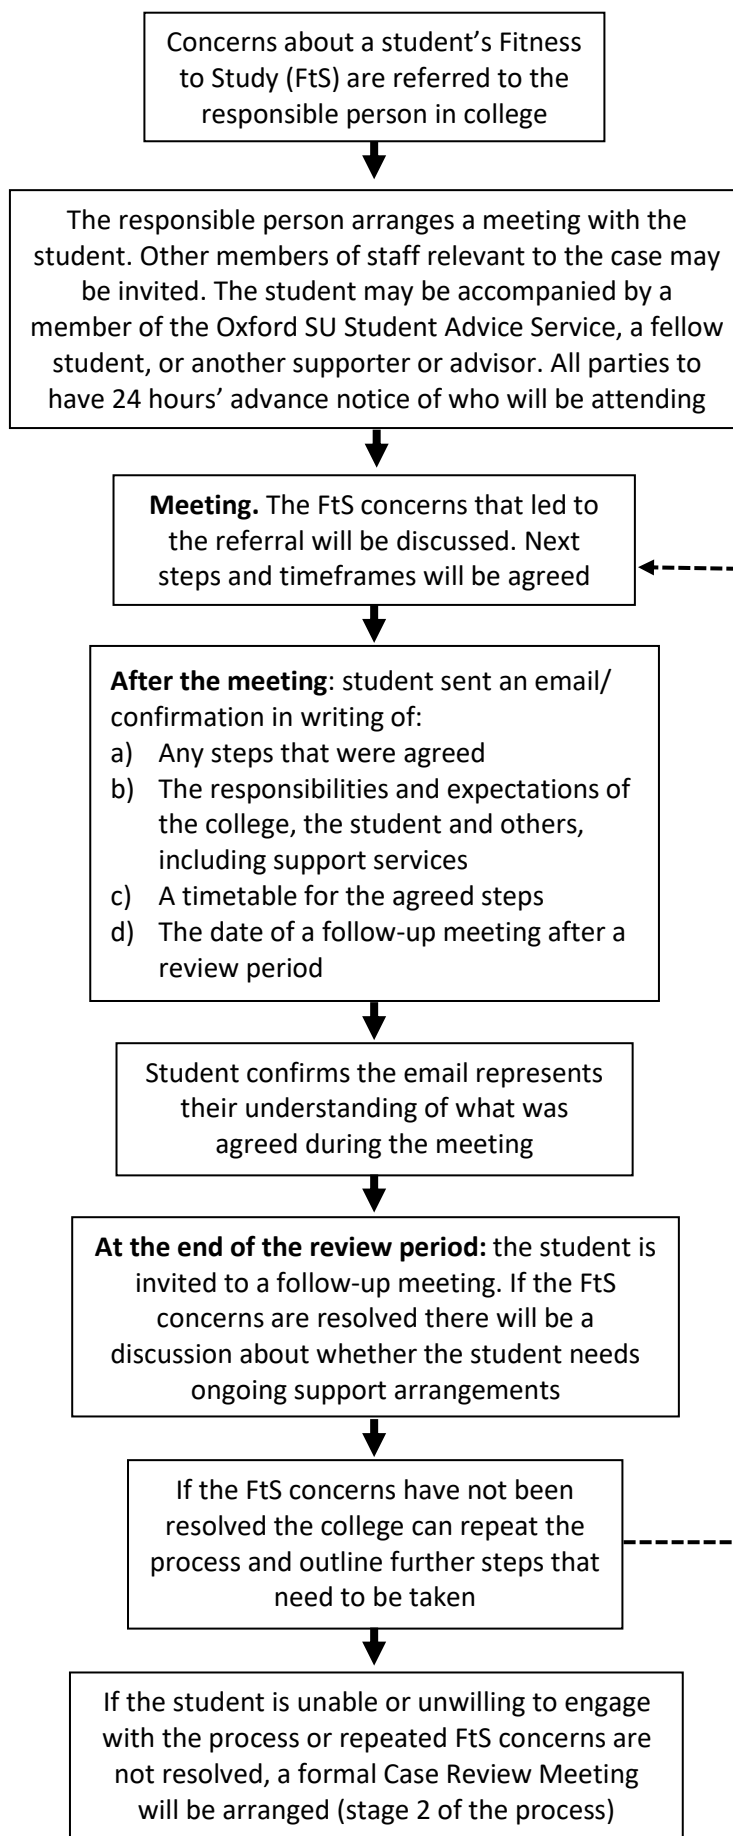 Concerns about a student’s Fitness
to Study (FtS) are referred to the
responsible person in college
The responsible person arranges a meeting with the
student. Other members of staff relevant to the case may
be invited. The student may be accompanied by a
member of the Oxford SU Student Advice Service, a fellow
student, or another supporter or advisor. All parties to
have 24 hours’ advance notice of who will be attending
Meeting. The FtS concerns that led to
the referral will be discussed. Next
steps and timeframes will be agreed
After the meeting: student sent an email/
confirmation in writing of:
a) Any steps that were agreed
b) The responsibilities and expectations of
the college, the student and others,
including support services
c) A timetable for the agreed steps
d) The date of a follow-up meeting after a
review period
Student confirms the email represents
their understanding of what was
agreed during the meeting
At the end of the review period: the student is
invited to a follow-up meeting. If the FtS
concerns are resolved there will be a
discussion about whether the student needs
ongoing support arrangements
If the FtS concerns have not been
resolved the college can repeat the
process and outline further steps that
need to be taken
If the student is unable or unwilling to engage
with the process or repeated FtS concerns are
not resolved, a formal Case Review Meeting
will be arranged (stage 2 of the process)